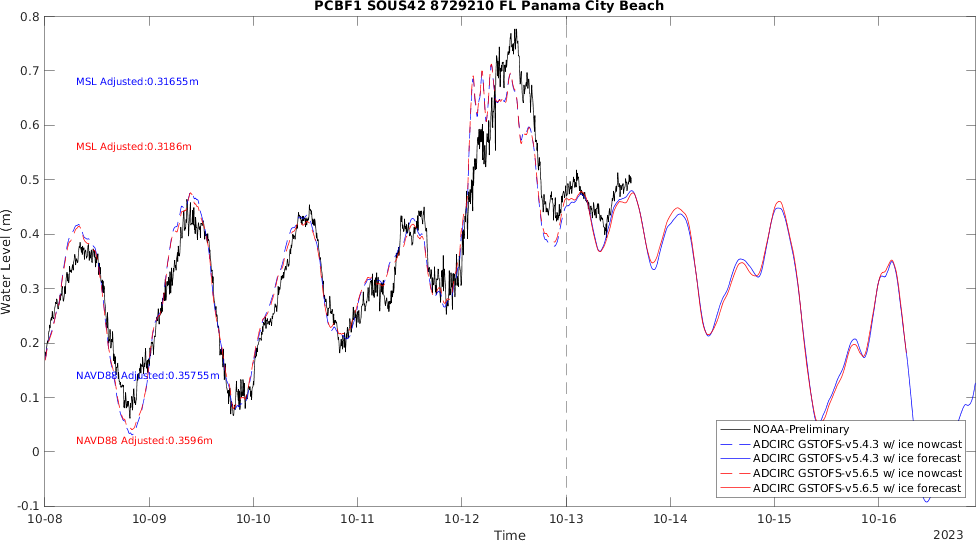 PCBF1 SOUS42 8729210 FL Panama City Beach
0.8
0.7
MSL Adjusted:0.31655m
0.6
MSL Adjusted:0.3186m
0.5
0.4
Water Level (m)
0.3
0.2
NAVD88 Adjusted:0.35755m
0.1
NAVD88 Adjusted:0.3596m
0
-0.1
NOAA-Preliminary
ADCIRC GSTOFS-v5.4.3 w/ ice nowcast
ADCIRC GSTOFS-v5.4.3 w/ ice forecast
ADCIRC GSTOFS-v5.6.5 w/ ice nowcast
ADCIRC GSTOFS-v5.6.5 w/ ice forecast
10-08 10-09 10-10 10-11 10-12 10-13 10-14 10-15 10-16
Time
2023